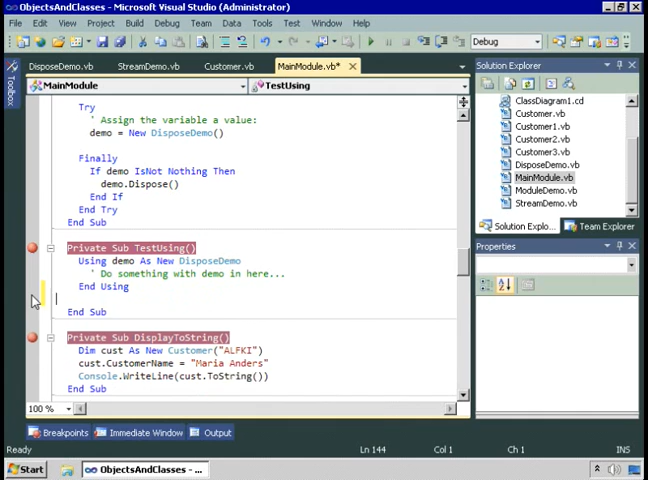 ObjectsAndClasses - Microsoft Visual Studio (Administrator)
File Edit View Project Build Debug Team Data Tools Test Window Help
Debug
DisposeDemo.vb StreamDemo.vb Customer.vb MainModule.vb*
Toolbox
MainModule TestUsing
Try
' Assign the variable a value:
demo = New DisposeDemo()
Finally
If demo IsNot Nothing Then
demo.Dispose()
End If
End Try
End Sub
Private Sub TestUsing()
Using demo As New DisposeDemo
' Do something with demo in here...
End Using
End Sub
Private Sub DisplayToString()
Dim cust As New Customer("ALFKI")
cust.CustomerName = "Maria Anders"
Console.WriteLine(cust.ToString())
End Sub
100 %
Solution Explorer
ClassDiagram1.cd
Customer.vb
Customer1.vb
Customer2.vb
Customer3.vb
DisposeDemo.vb
MainModule.vb
ModuleDemo.vb
StreamDemo.vb
Solution Explo... Team Explorer
Properties
Breakpoints Immediate Window Output
Ready Ln 144 Col 1 Ch 1 INS
Start ObjectsAndClasses - ...